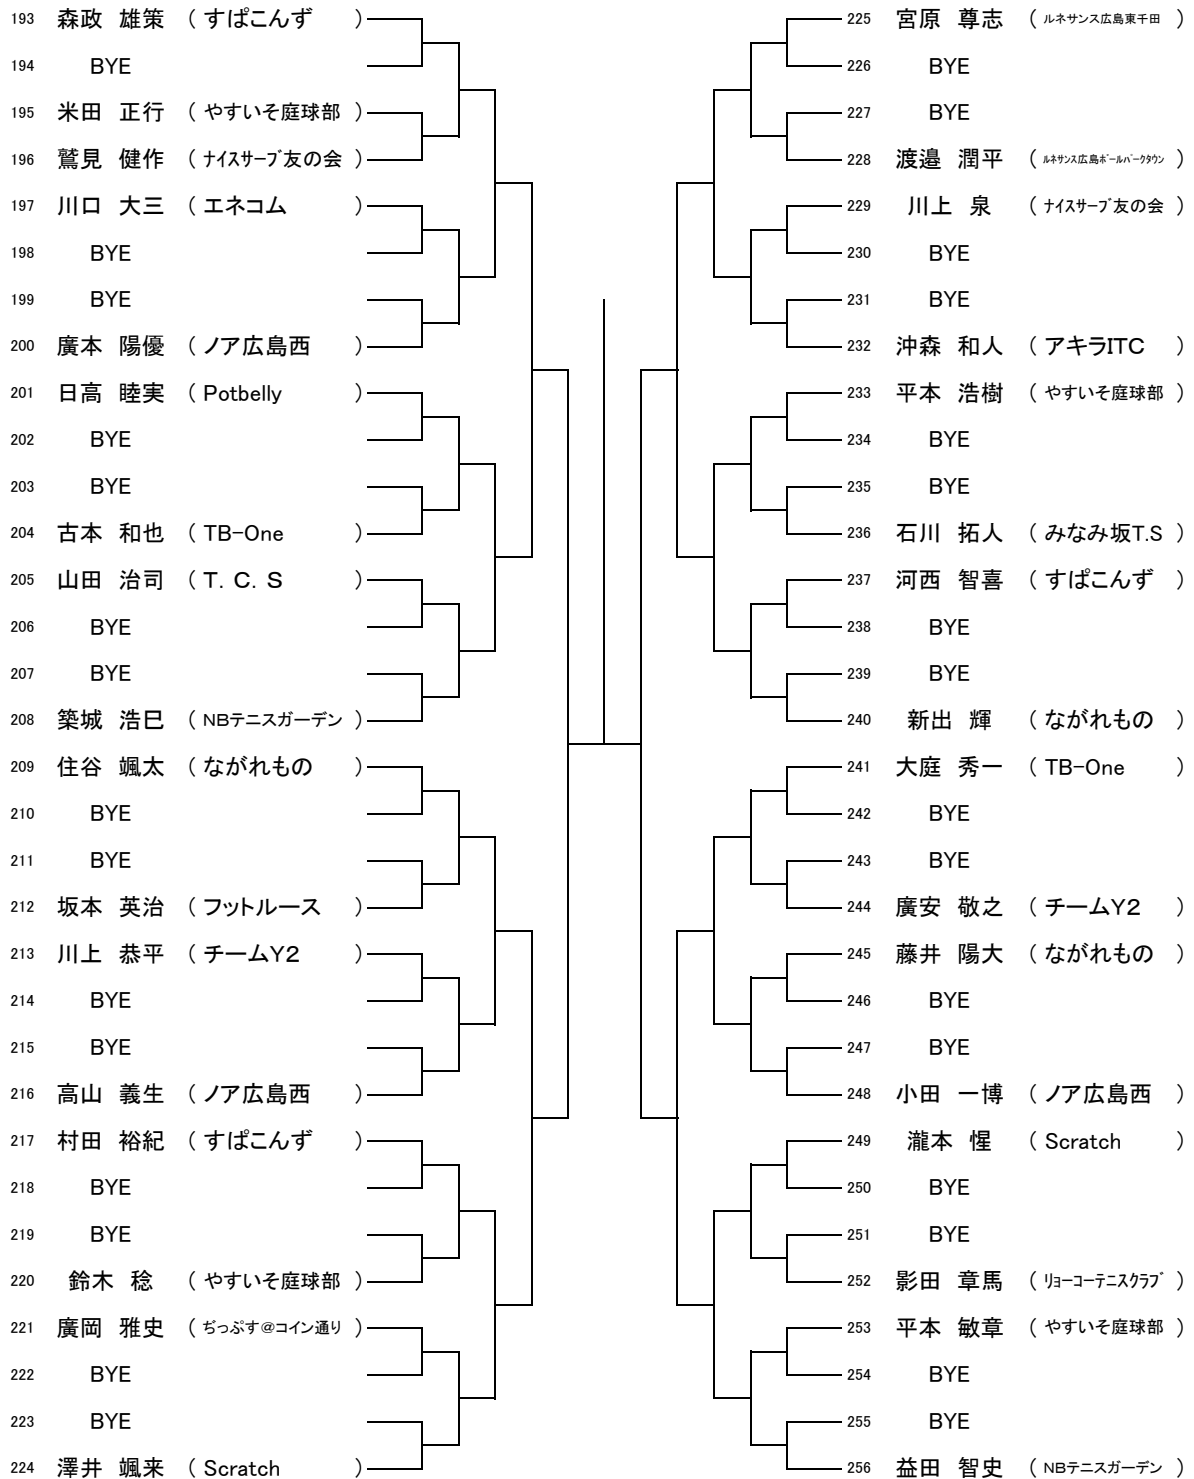 193 森政 雄策 ( すぱこんず )
194 BYE
195 米田 正行 ( やすいそ庭球部 )
196 鷲見 健作 ( ナイスサーブ友の会 )
197 川口 大三 ( エネコム )
198 BYE
199 BYE
200 廣本 陽優 ( ノア広島西 )
201 日高 睦実 ( Potbelly )
202 BYE
203 BYE
204 古本 和也 ( TB-One )
205 山田 治司 ( T. C. S )
206 BYE
207 BYE
208 築城 浩巳 ( NBテニスガーデン )
209 住谷 颯太 ( ながれもの )
210 BYE
211 BYE
212 坂本 英治 ( フットルース )
213 川上 恭平 ( チームY2 )
214 BYE
215 BYE
216 高山 義生 ( ノア広島西 )
217 村田 裕紀 ( すぱこんず )
218 BYE
219 BYE
220 鈴木 稔 ( やすいそ庭球部 )
221 廣岡 雅史 ( ぢっぷす@コイン通り )
222 BYE
223 BYE
224 澤井 颯来 ( Scratch )
225 宮原 尊志 ( ルネサンス広島東千田 )
226 BYE
227 BYE
228 渡邉 潤平 ( ルネサンス広島ボールパークタウン )
229 川上 泉 ( ナイスサーブ友の会 )
230 BYE
231 BYE
232 沖森 和人 ( アキラITC )
233 平本 浩樹 ( やすいそ庭球部 )
234 BYE
235 BYE
236 石川 拓人 ( みなみ坂T.S )
237 河西 智喜 ( すぱこんず )
238 BYE
239 BYE
240 新出 輝 ( ながれもの )
241 大庭 秀一 ( TB-One )
242 BYE
243 BYE
244 廣安 敬之 ( チームY2 )
245 藤井 陽大 ( ながれもの )
246 BYE
247 BYE
248 小田 一博 ( ノア広島西 )
249 瀧本 惺 ( Scratch )
250 BYE
251 BYE
252 影田 章馬 ( リョーコーテニスクラブ )
253 平本 敏章 ( やすいそ庭球部 )
254 BYE
255 BYE
256 益田 智史 ( NBテニスガーデン )